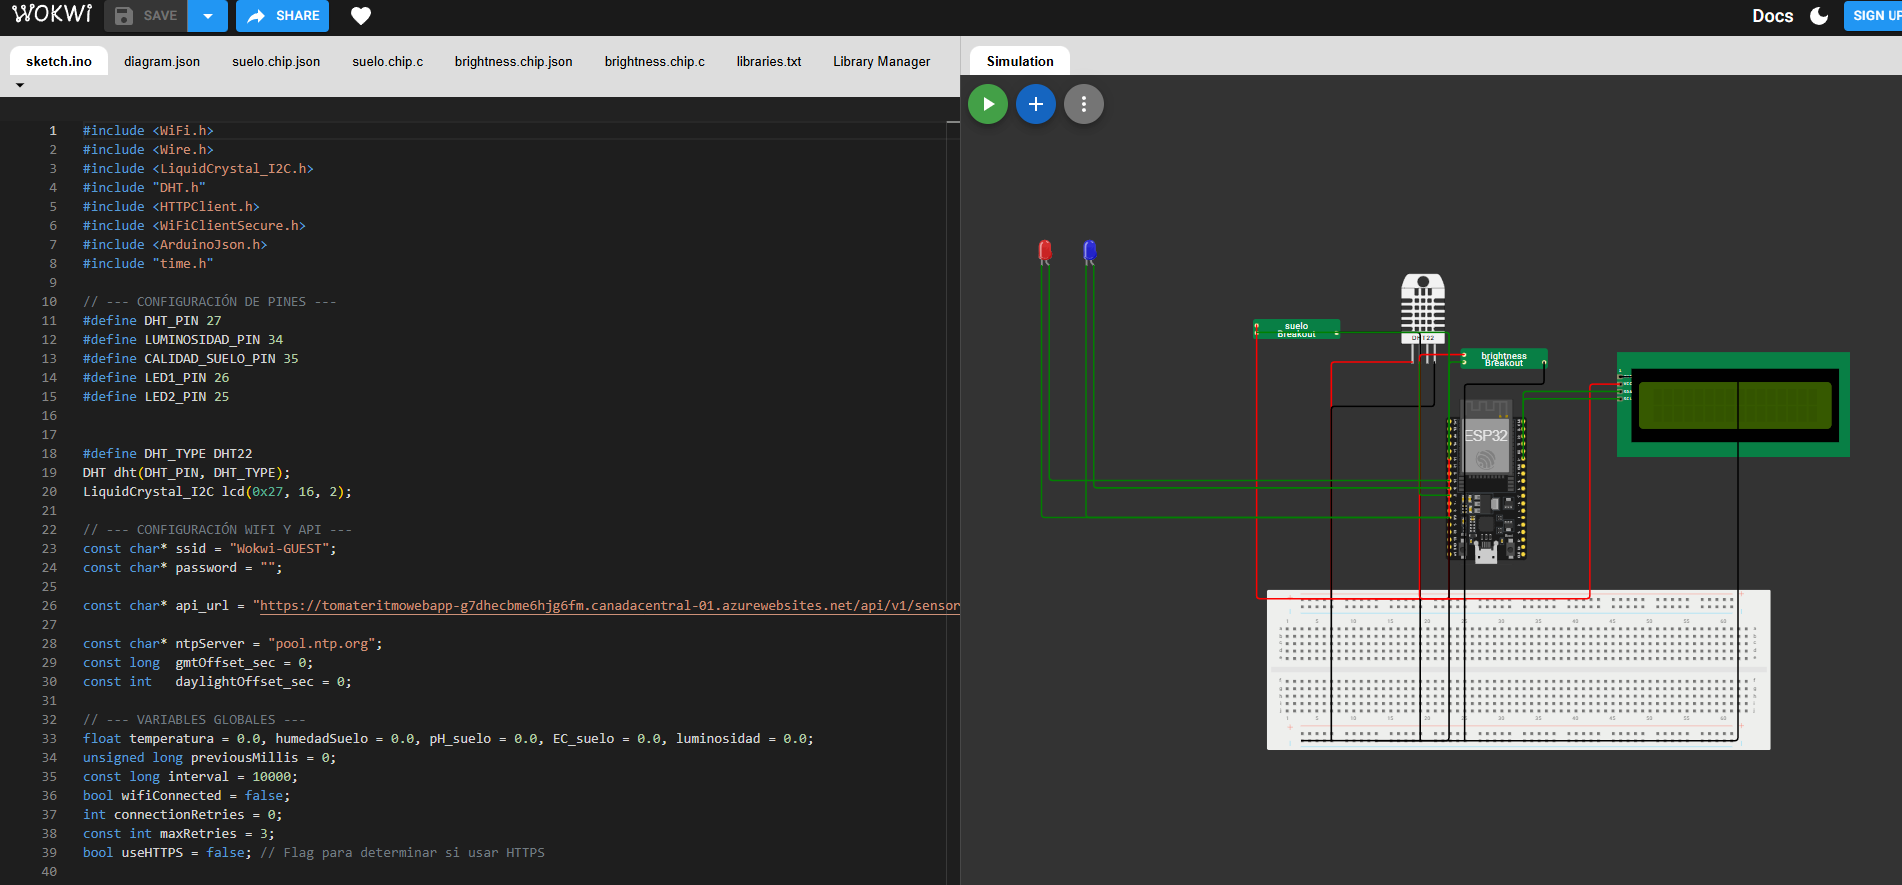 WOKWI
SAVE
SHARE
Docs
SIGN UP
sketch.ino
diagram.json
suelo.chip.json
suelo.chip.c
brightness.chip.json
brightness.chip.c
libraries.txt
Library Manager
Simulation
1 #include <WiFi.h>
2 #include <Wire.h>
3 #include <LiquidCrystal_I2C.h>
4 #include "DHT.h"
5 #include <HTTPClient.h>
6 #include <WiFiClientSecure.h>
7 #include <ArduinoJson.h>
8 #include "time.h"
9
10 // --- CONFIGURACIÓN DE PINES ---
11 #define DHT_PIN 27
12 #define LUMINOSIDAD_PIN 34
13 #define CALIDAD_SUELO_PIN 35
14 #define LED1_PIN 26
15 #define LED2_PIN 25
16
17
18 #define DHT_TYPE DHT22
19 DHT dht(DHT_PIN, DHT_TYPE);
20 LiquidCrystal_I2C lcd(0x27, 16, 2);
21
22 // --- CONFIGURACIÓN WIFI Y API ---
23 const char* ssid = "Wokwi-GUEST";
24 const char* password = "";
25
26 const char* api_url = "https://tomateritmowebapp-g7dhecbme6hjg6fm.canadacentral-01.azurewebsites.net/api/v1/sensor
27
28 const char* ntpServer = "pool.ntp.org";
29 const long  gmtOffset_sec = 0;
30 const int   daylightOffset_sec = 0;
31
32 // --- VARIABLES GLOBALES ---
33 float temperatura = 0.0, humedadSuelo = 0.0, pH_suelo = 0.0, EC_suelo = 0.0, luminosidad = 0.0;
34 unsigned long previousMillis = 0;
35 const long interval = 10000;
36 bool wifiConnected = false;
37 int connectionRetries = 0;
38 const int maxRetries = 3;
39 bool useHTTPS = false; // Flag para determinar si usar HTTPS
40
suelo
Breakout
DHT22
brightness
Breakout
ESP32